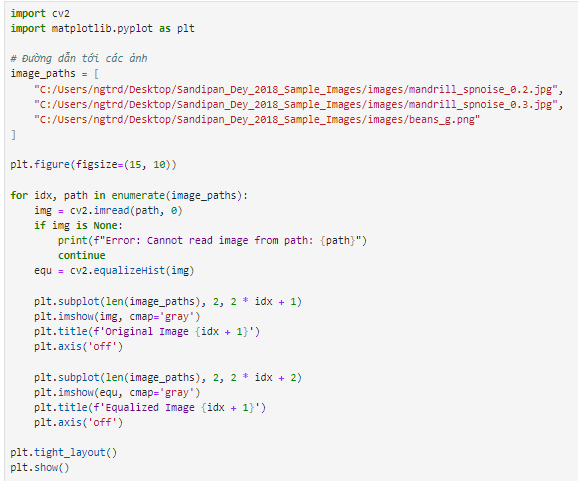 import cv2
import matplotlib.pyplot as plt

# Đường dẫn tới các ảnh
image_paths = [
    "C:/Users/ngtrd/Desktop/Sandipan_Dey_2018_Sample_Images/images/mandrill_spnoise_0.2.jpg",
    "C:/Users/ngtrd/Desktop/Sandipan_Dey_2018_Sample_Images/images/mandrill_spnoise_0.3.jpg",
    "C:/Users/ngtrd/Desktop/Sandipan_Dey_2018_Sample_Images/images/beans_g.png"
]

plt.figure(figsize=(15, 10))

for idx, path in enumerate(image_paths):
    img = cv2.imread(path, 0)
    if img is None:
        print(f"Error: Cannot read image from path: {path}")
        continue
    equ = cv2.equalizeHist(img)

    plt.subplot(len(image_paths), 2, 2 * idx + 1)
    plt.imshow(img, cmap='gray')
    plt.title(f'Original Image {idx + 1}')
    plt.axis('off')

    plt.subplot(len(image_paths), 2, 2 * idx + 2)
    plt.imshow(equ, cmap='gray')
    plt.title(f'Equalized Image {idx + 1}')
    plt.axis('off')

plt.tight_layout()
plt.show()